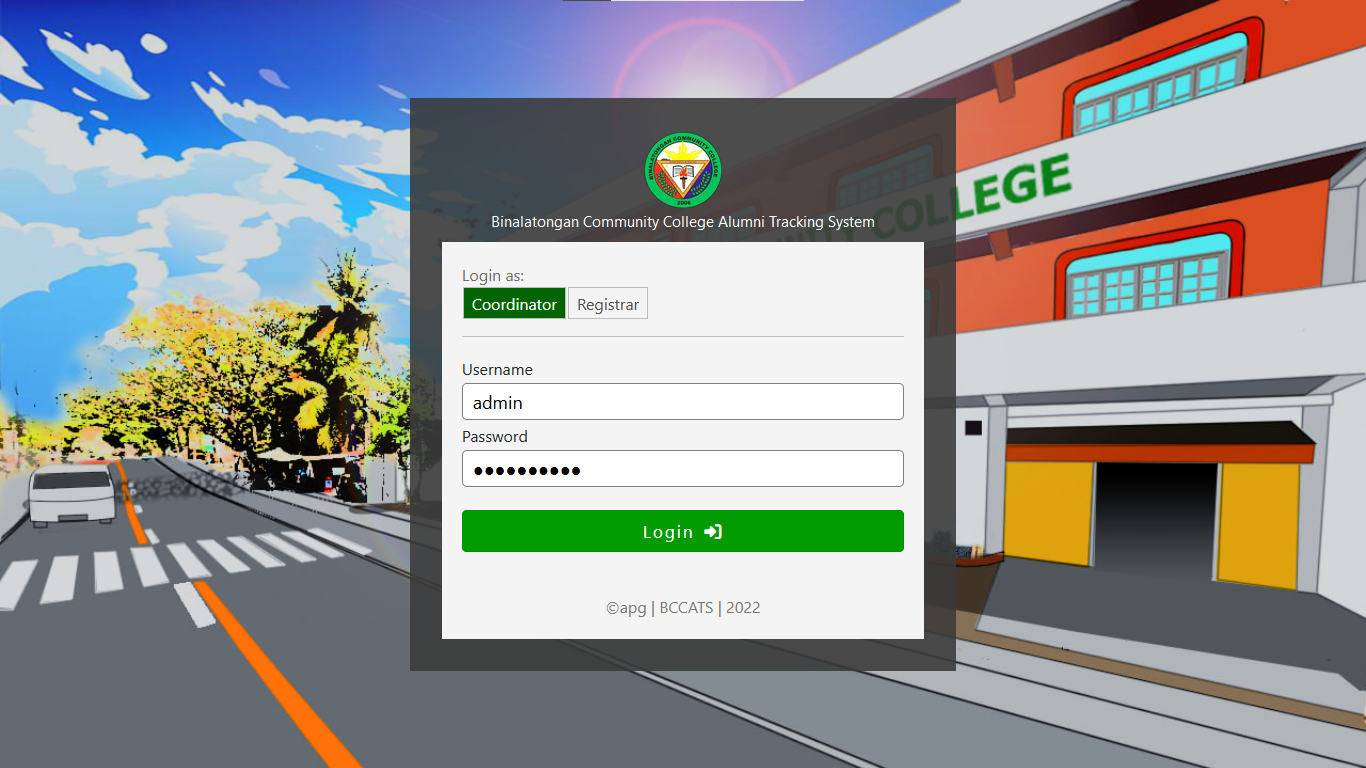 BINALATONGAN COMMUNITY COLLEGE
2006
Binalatongan Community College Alumni Tracking System
COLLEGE
Login as:
Coordinator Registrar
Username
admin
Password
Login
©apg | BCCATS | 2022